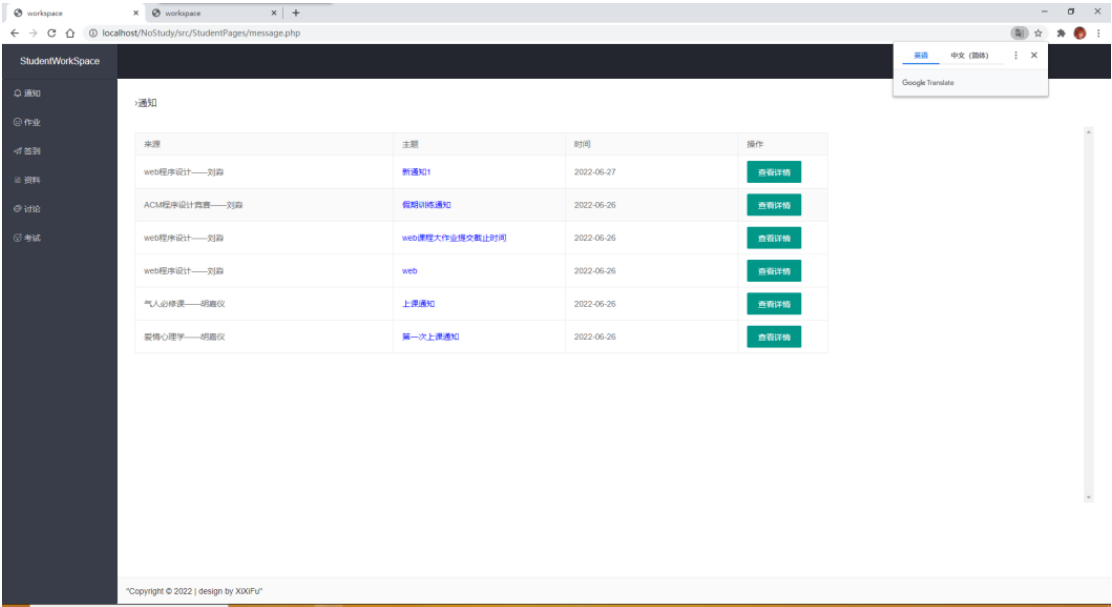 workspace
workspace
localhost/NoStudy/src/StudentPages/message.php
英语 中文（简体）
Google Translate
StudentWorkSpace
通知
作业
签到
资料
讨论
考试
›通知
来源 主题 时间 操作
web程序设计——刘淼 新通知1 2022-06-27 查看详情
ACM程序设计竞赛——刘淼 假期训练通知 2022-06-26 查看详情
web程序设计——刘淼 web课程大作业提交截止时间 2022-06-26 查看详情
web程序设计——刘淼 web 2022-06-26 查看详情
气人必修课——胡嘉仪 上课通知 2022-06-26 查看详情
爱情心理学——胡嘉仪 第一次上课通知 2022-06-26 查看详情
"Copyright © 2022 | design by XiXiFu"